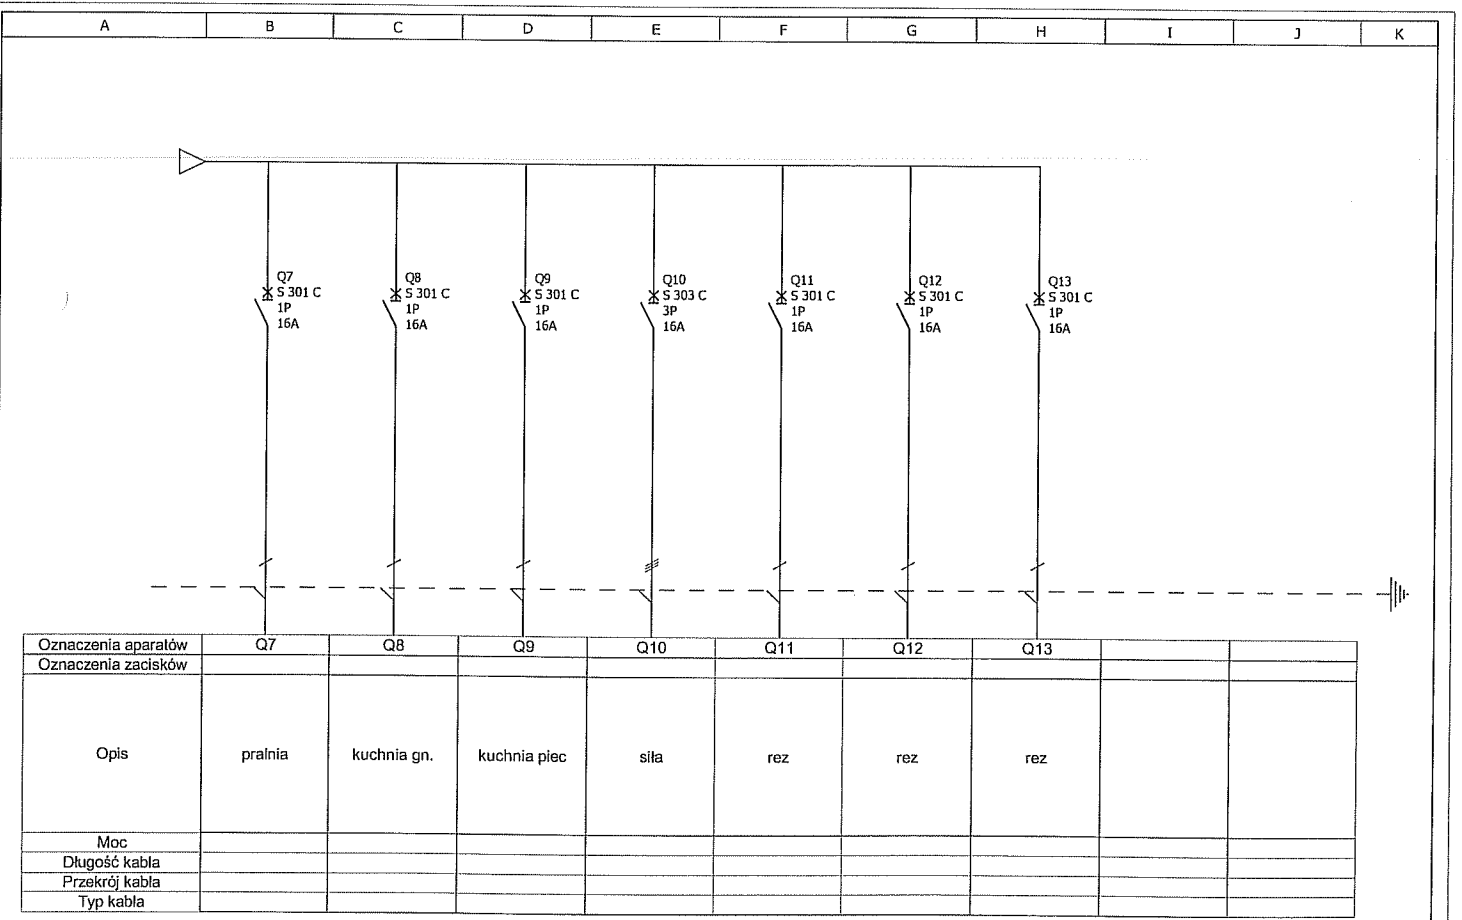 A B C D E F G H I J K
Q7 Q8 Q9 Q10 Q11 Q12 Q13
S 301 C S 301 C S 301 C S 303 C S 301 C S 301 C S 301 C
1P 1P 1P 3P 1P 1P 1P
16A 16A 16A 16A 16A 16A 16A
Oznaczenia aparatów Q7 Q8 Q9 Q10 Q11 Q12 Q13
Oznaczenia zacisków
Opis pralnia kuchnia gn. kuchnia piec siła rez rez rez
Moc
Długość kabla
Przekrój kabla
Typ kabla